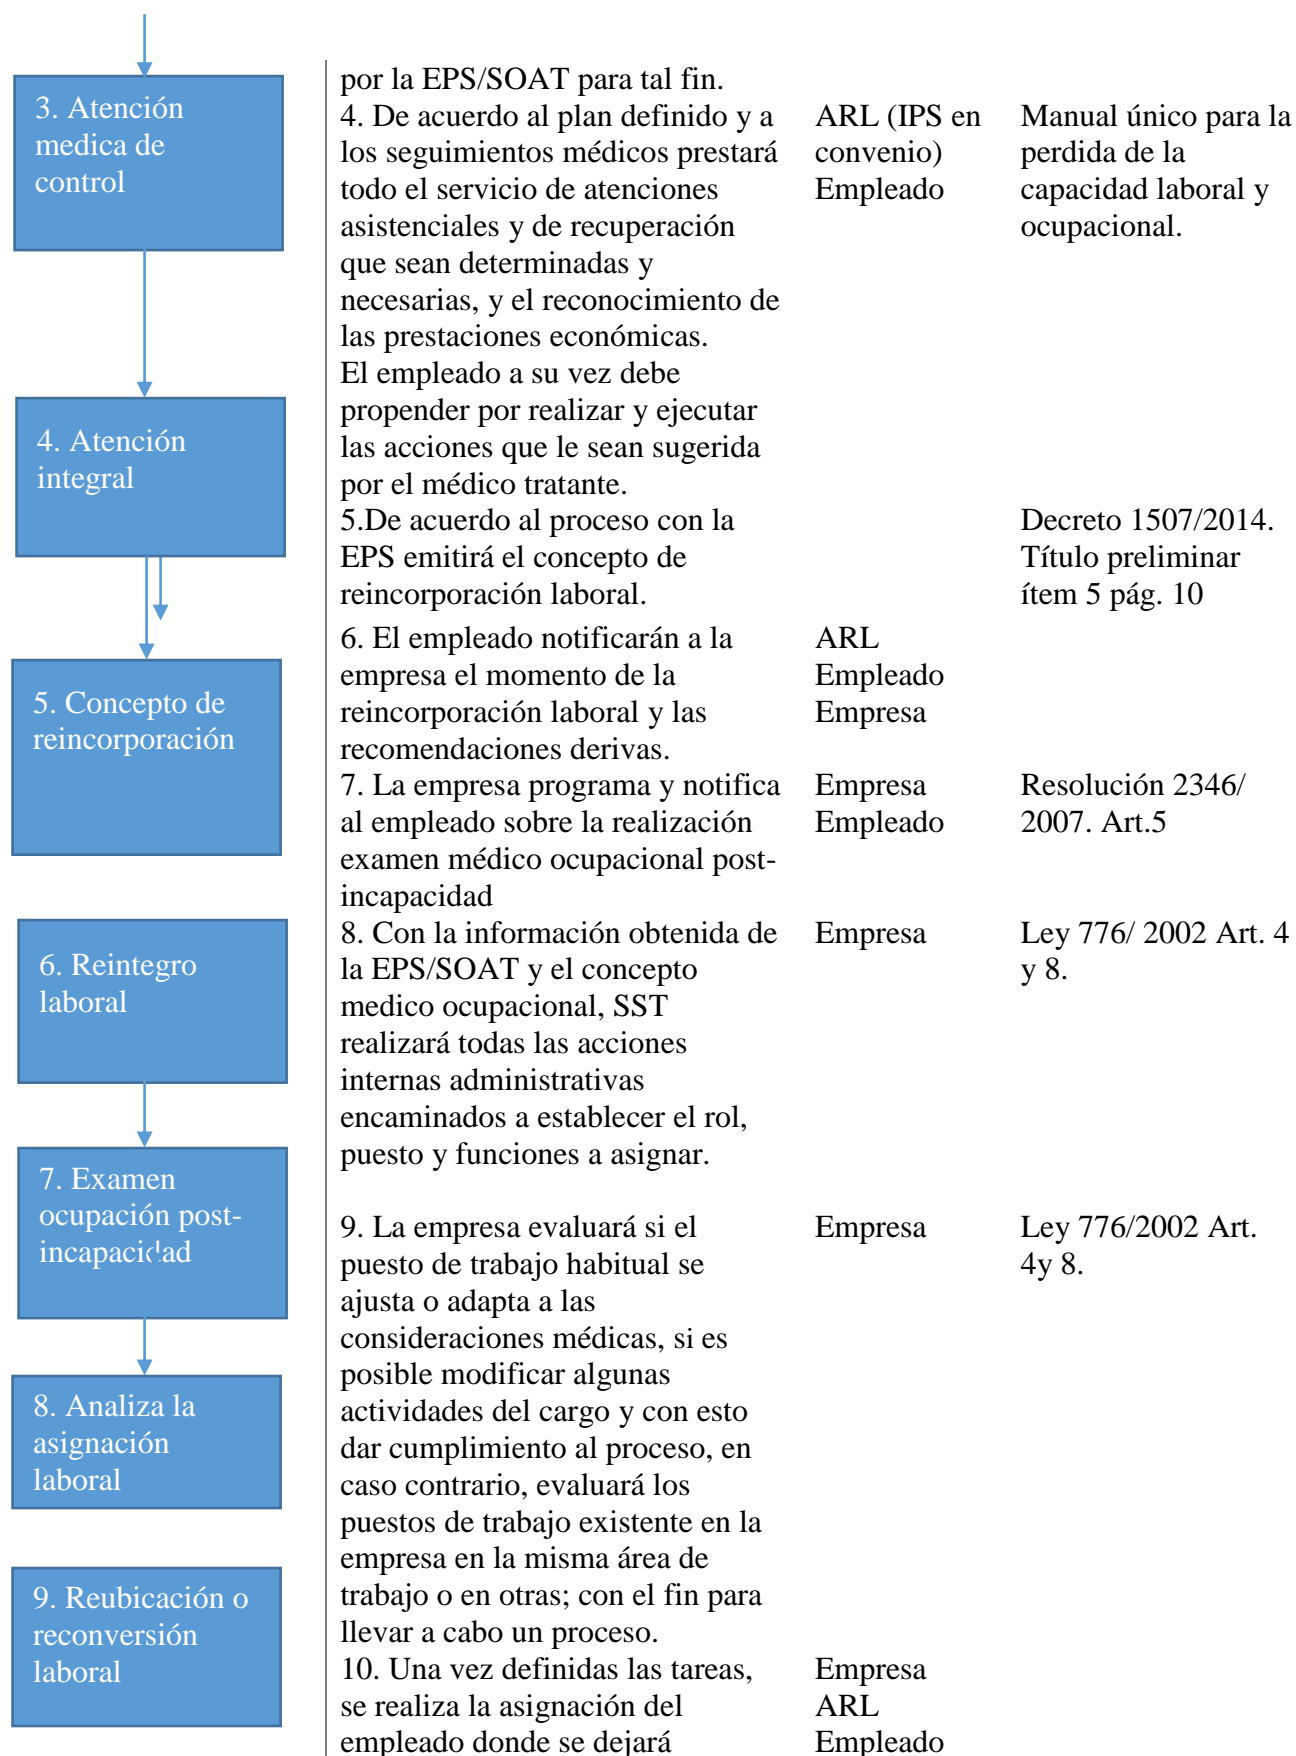 3. Atención
medica de
control
4. Atención
integral
5. Concepto de
reincorporación
6. Reintegro
laboral
7. Examen
ocupación post-
incapacidad
8. Analiza la
asignación
laboral
9. Reubicación o
reconversión
laboral
por la EPS/SOAT para tal fin.
4. De acuerdo al plan definido y a
los seguimientos médicos prestará
todo el servicio de atenciones
asistenciales y de recuperación
que sean determinadas y
necesarias, y el reconocimiento de
las prestaciones económicas.
El empleado a su vez debe
propender por realizar y ejecutar
las acciones que le sean sugerida
por el médico tratante.
ARL (IPS en
convenio)
Empleado
Manual único para la
perdida de la
capacidad laboral y
ocupacional.
5.De acuerdo al proceso con la
EPS emitirá el concepto de
reincorporación laboral.
Decreto 1507/2014.
Título preliminar
ítem 5 pág. 10
6. El empleado notificarán a la
empresa el momento de la
reincorporación laboral y las
recomendaciones derivas.
ARL
Empleado
Empresa
7. La empresa programa y notifica
al empleado sobre la realización
examen médico ocupacional post-
incapacidad
Empresa
Empleado
Resolución 2346/
2007. Art.5
8. Con la información obtenida de
la EPS/SOAT y el concepto
medico ocupacional, SST
realizará todas las acciones
internas administrativas
encaminados a establecer el rol,
puesto y funciones a asignar.
Empresa
Ley 776/ 2002 Art. 4
y 8.
9. La empresa evaluará si el
puesto de trabajo habitual se
ajusta o adapta a las
consideraciones médicas, si es
posible modificar algunas
actividades del cargo y con esto
dar cumplimiento al proceso, en
caso contrario, evaluará los
puestos de trabajo existente en la
empresa en la misma área de
trabajo o en otras; con el fin para
llevar a cabo un proceso.
Empresa
Ley 776/2002 Art.
4y 8.
10. Una vez definidas las tareas,
se realiza la asignación del
empleado donde se dejará
Empresa
ARL
Empleado